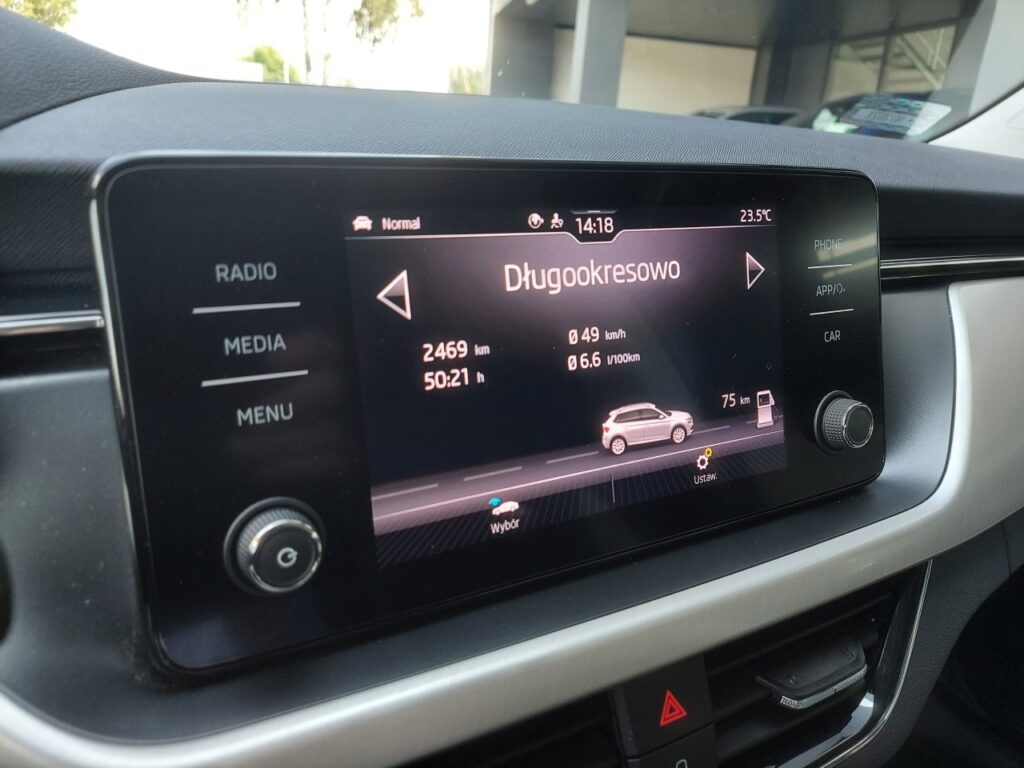 Normal
14:18
23.5°C
Długookresowo
2469 km
50:21 h
Ø 49 km/h
Ø 6.6 l/100km
75 km
Wybór
Ustaw.
RADIO
MEDIA
MENU
PHONE
APP/
CAR